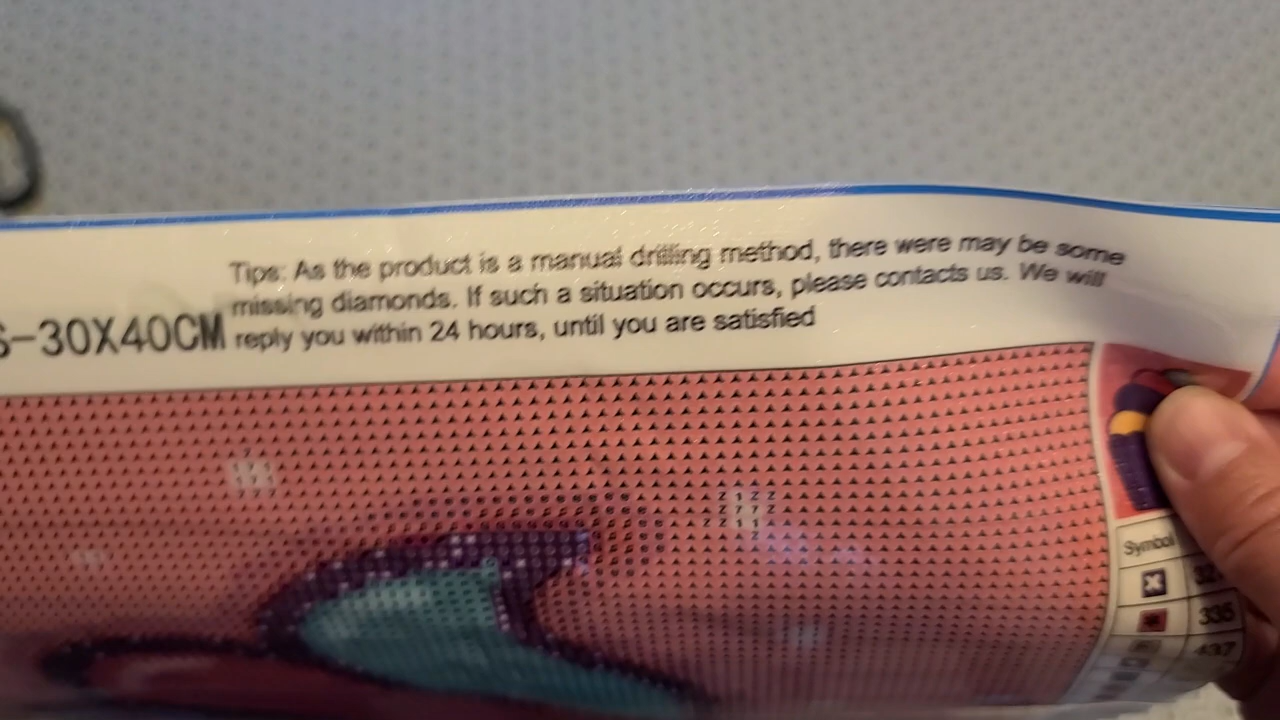 Tips: As the product is a manual drilling method, there were may be some
missing diamonds. If such a situation occurs, please contacts us. We will
reply you within 24 hours, until you are satisfied
S-30X40CM
Symbol
335
437